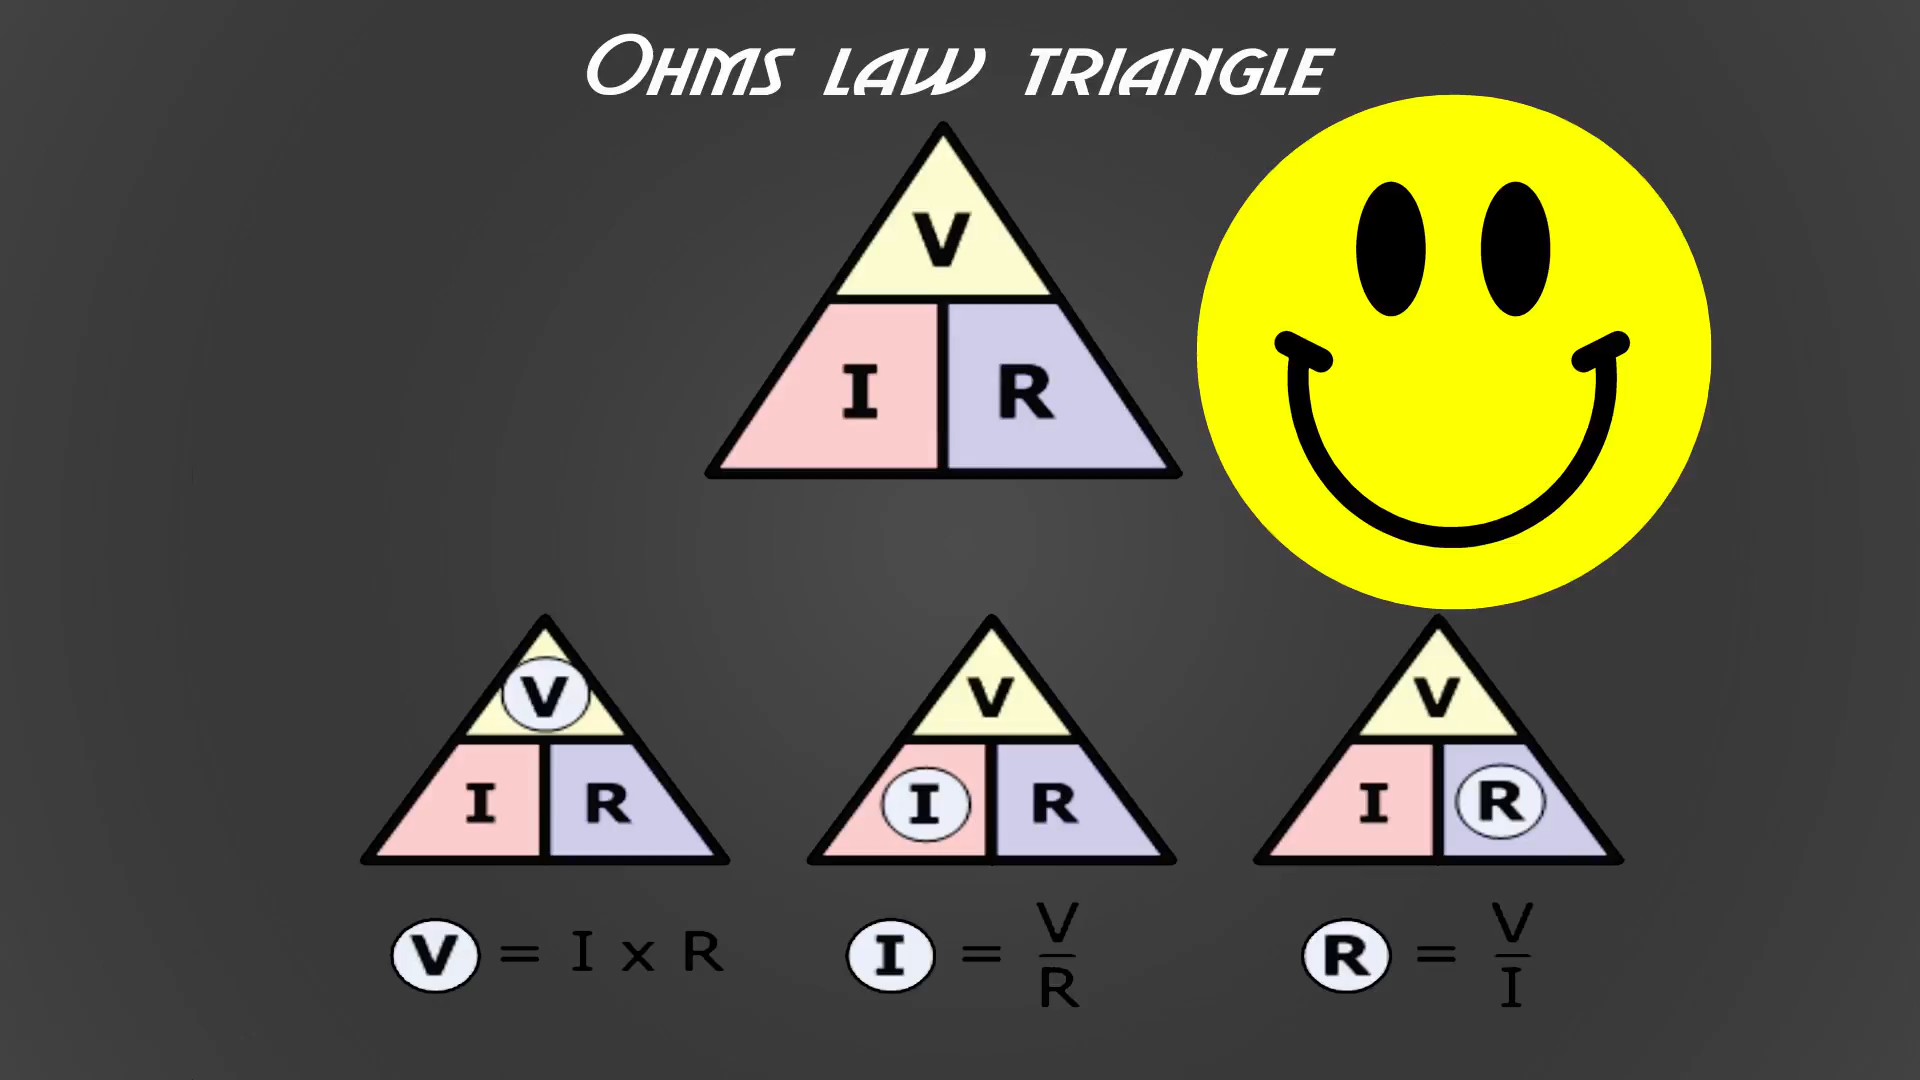 Ohms law triangle
V
I R
V V V
I R I R I R
V = I x R I = V/R R = V/I